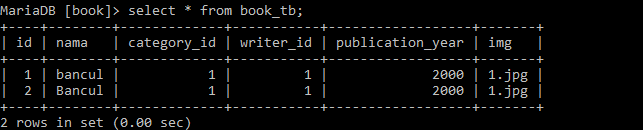 MariaDB [book]> select * from book_tb;
+----+--------+-------------+-----------+------------------+-------+
| id | nama   | category_id | writer_id | publication_year | img   |
+----+--------+-------------+-----------+------------------+-------+
|  1 | bancul |           1 |         1 |             2000 | 1.jpg |
|  2 | Bancul |           1 |         1 |             2000 | 1.jpg |
+----+--------+-------------+-----------+------------------+-------+
2 rows in set (0.00 sec)